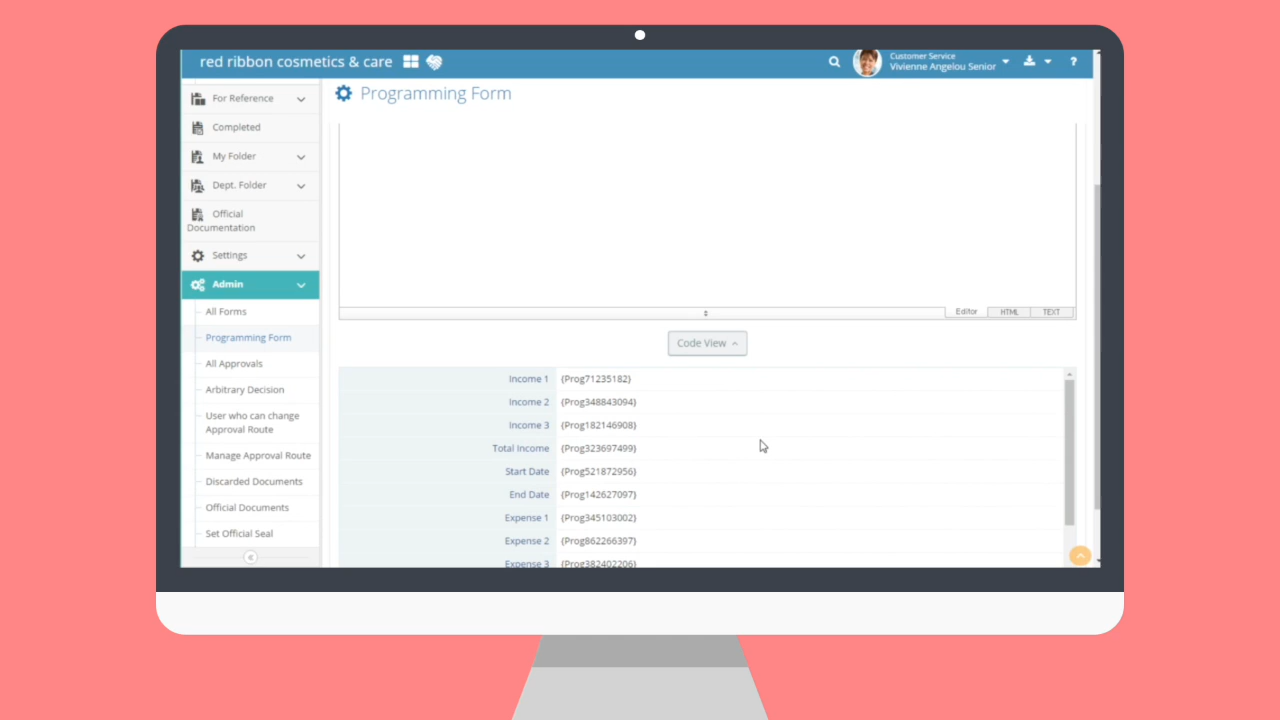 red ribbon cosmetics & care
Customer Service
Vivienne Angelou Senior
?
For Reference
Completed
My Folder
Dept. Folder
Official
Documentation
Settings
Admin
All Forms
Programming Form
All Approvals
Arbitrary Decision
User who can change
Approval Route
Manage Approval Route
Discarded Documents
Official Documents
Set Official Seal
Programming Form
Editor HTML TEXT
Code View
Income 1 {Prog71235182}
Income 2 {Prog348843094}
Income 3 {Prog182146908}
Total Income {Prog323697499}
Start Date {Prog521872956}
End Date {Prog142627097}
Expense 1 {Prog345103002}
Expense 2 {Prog862266397}
Expense 3 {Prog382402206}